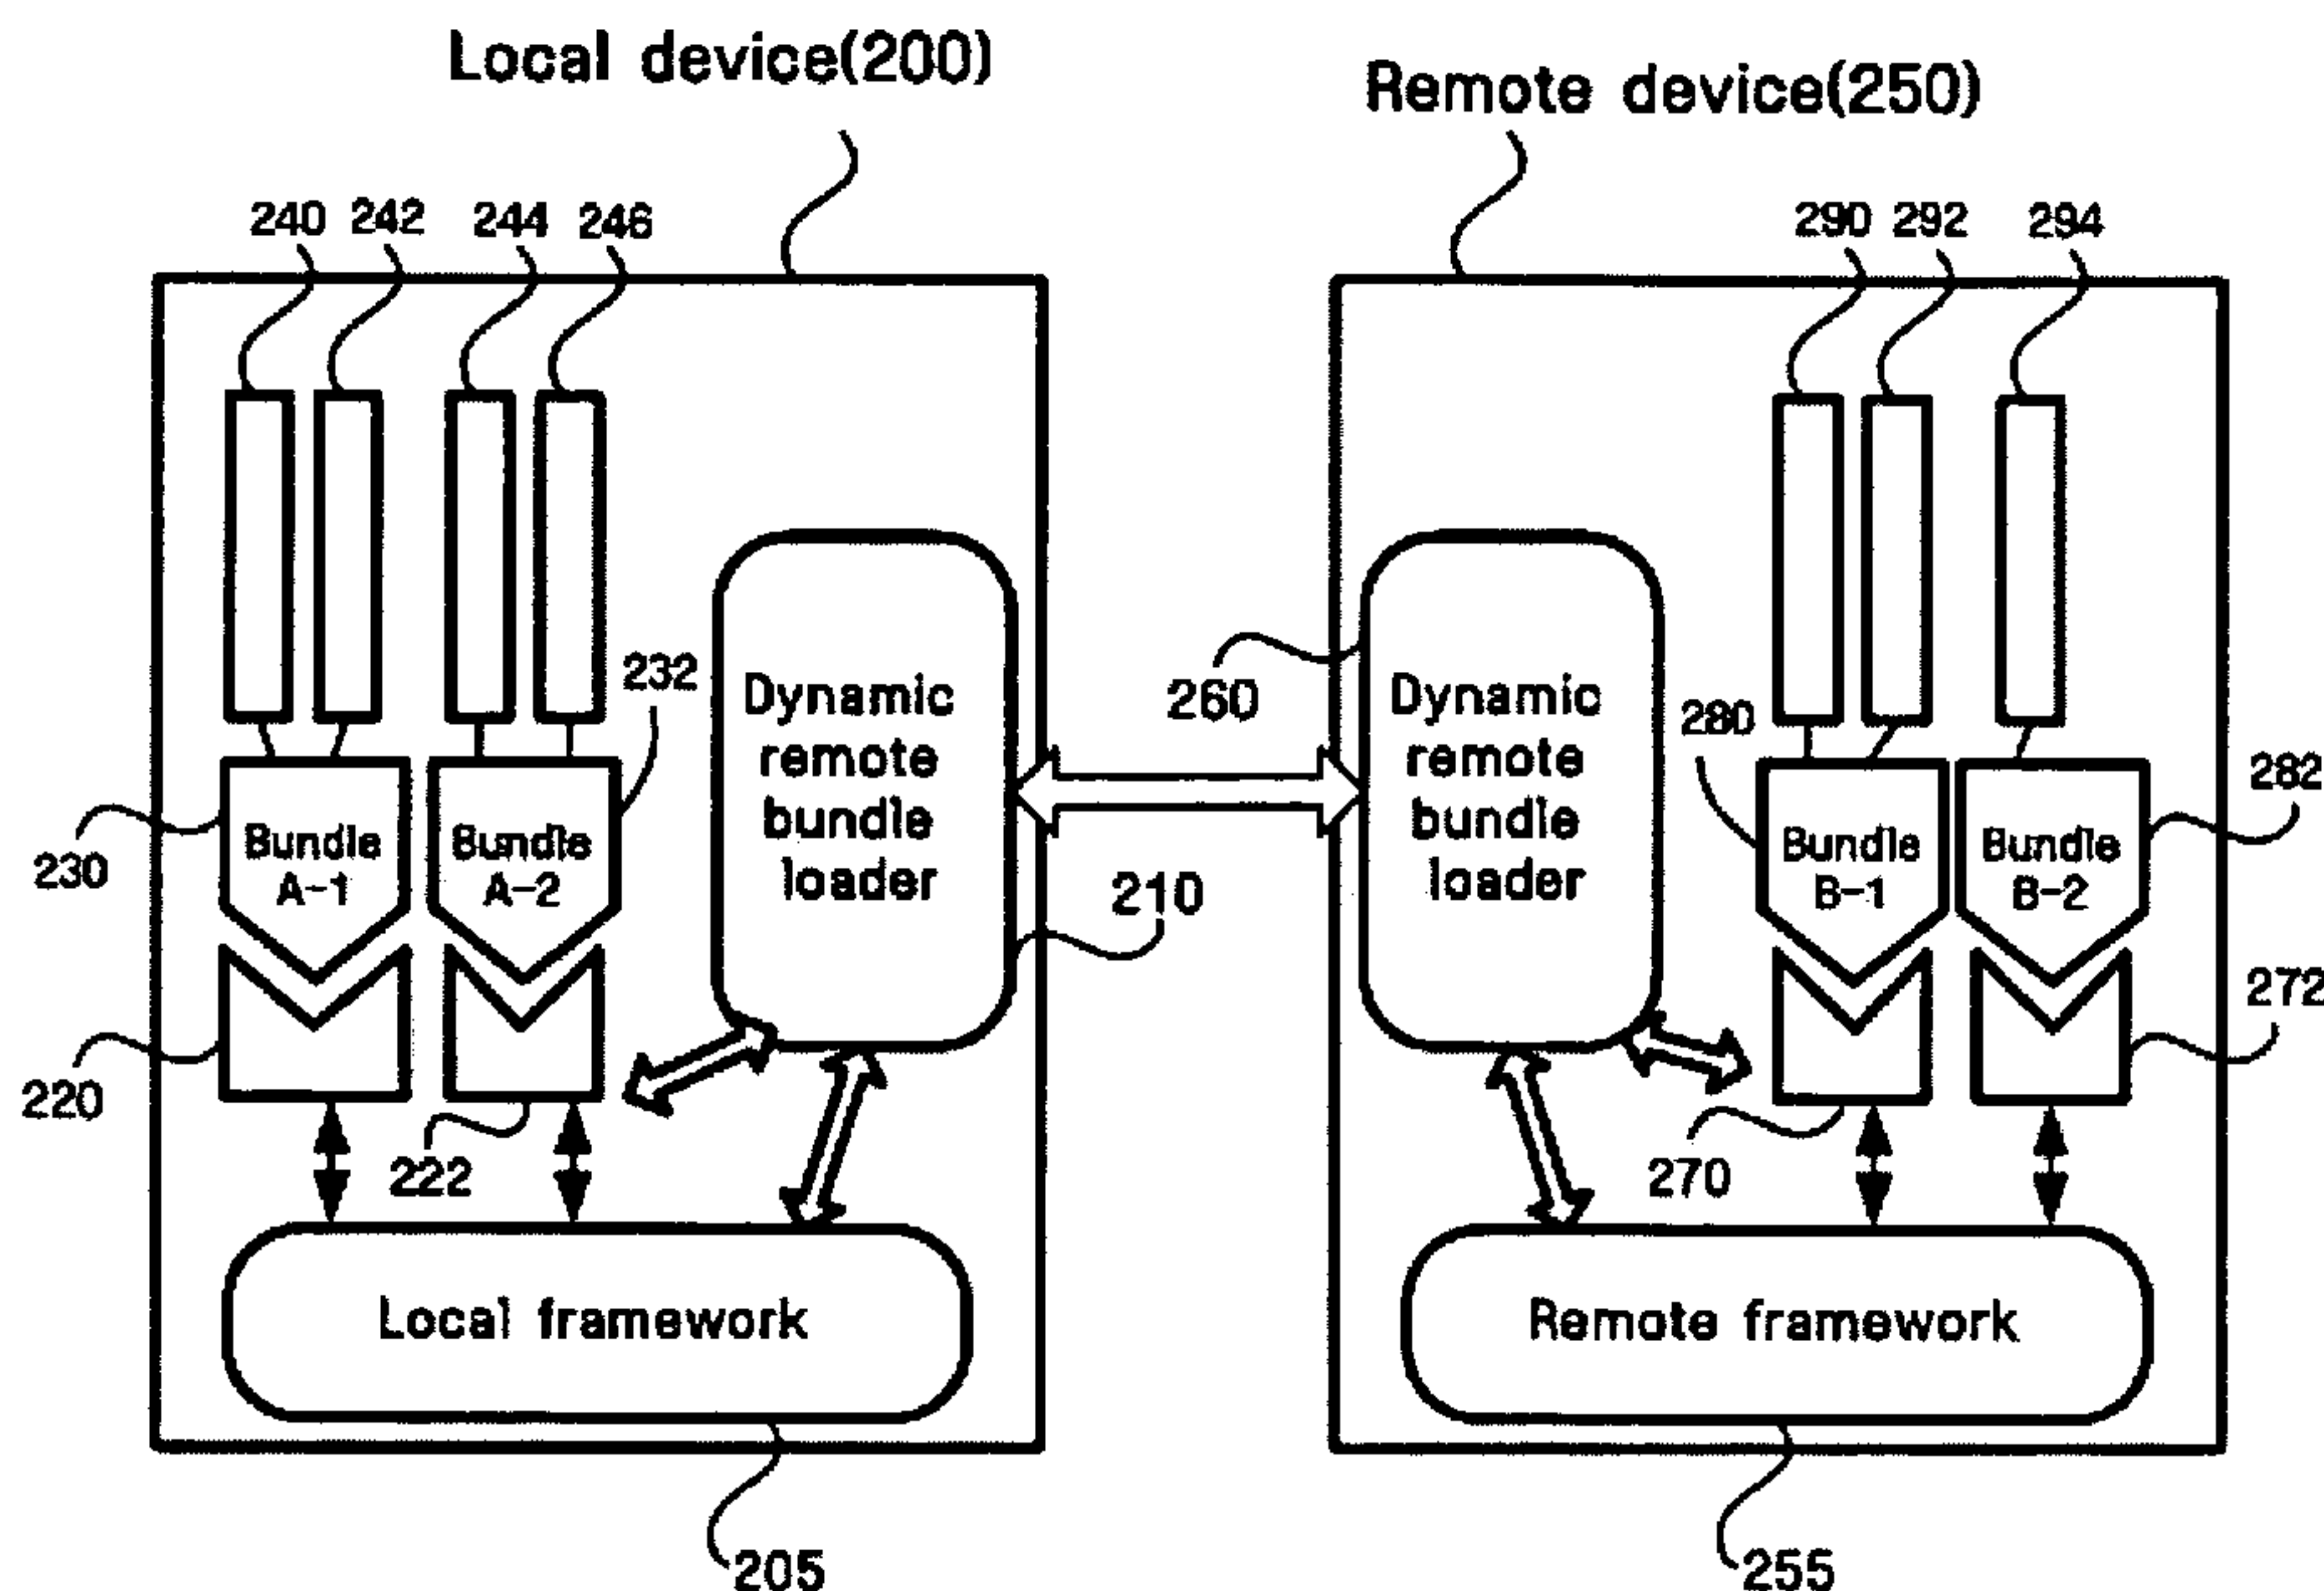 Local device(200)
Remote device(250)
240 242 244 246
290 292 294
232
260
280
282
Dynamic
remote
bundle
loader
Dynamic
remote
bundle
loader
Bundle
A-1
Bundle
A-2
Bundle
B-1
Bundle
B-2
230
210
272
220
222
270
Local framework
Remote framework
205
255